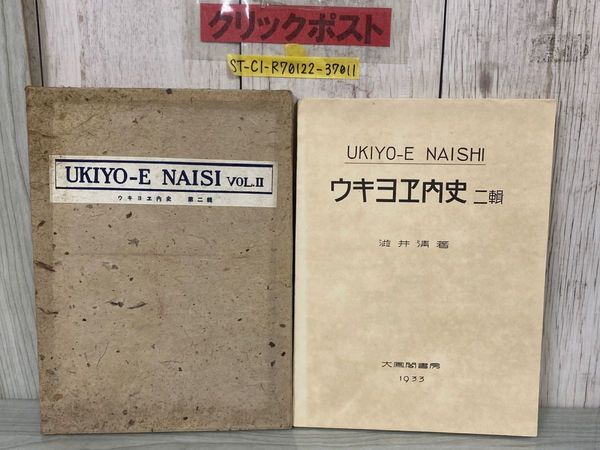 クリックポスト
ST-C1-R70122-37011
UKIYO-E NAISI VOL.II
ウキヨヱ内史 第二輯
UKIYO-E NAISHI
ウキヨヱ内史 二輯
澁井清著
大鳳閣書房
1933